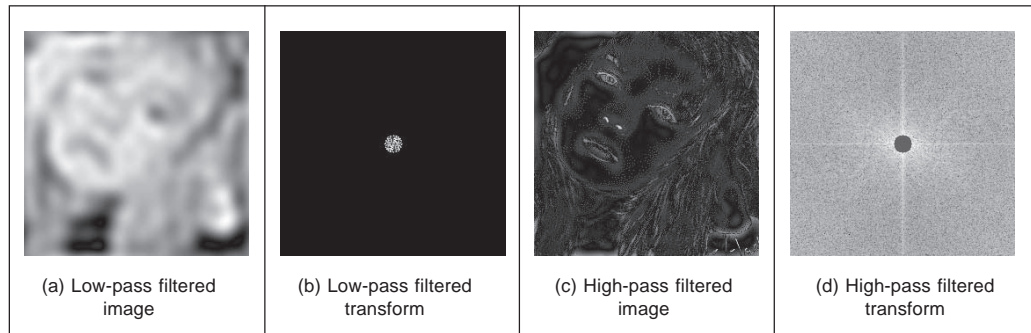 (a) Low-pass filtered
image
(b) Low-pass filtered
transform
(c) High-pass filtered
image
(d) High-pass filtered
transform